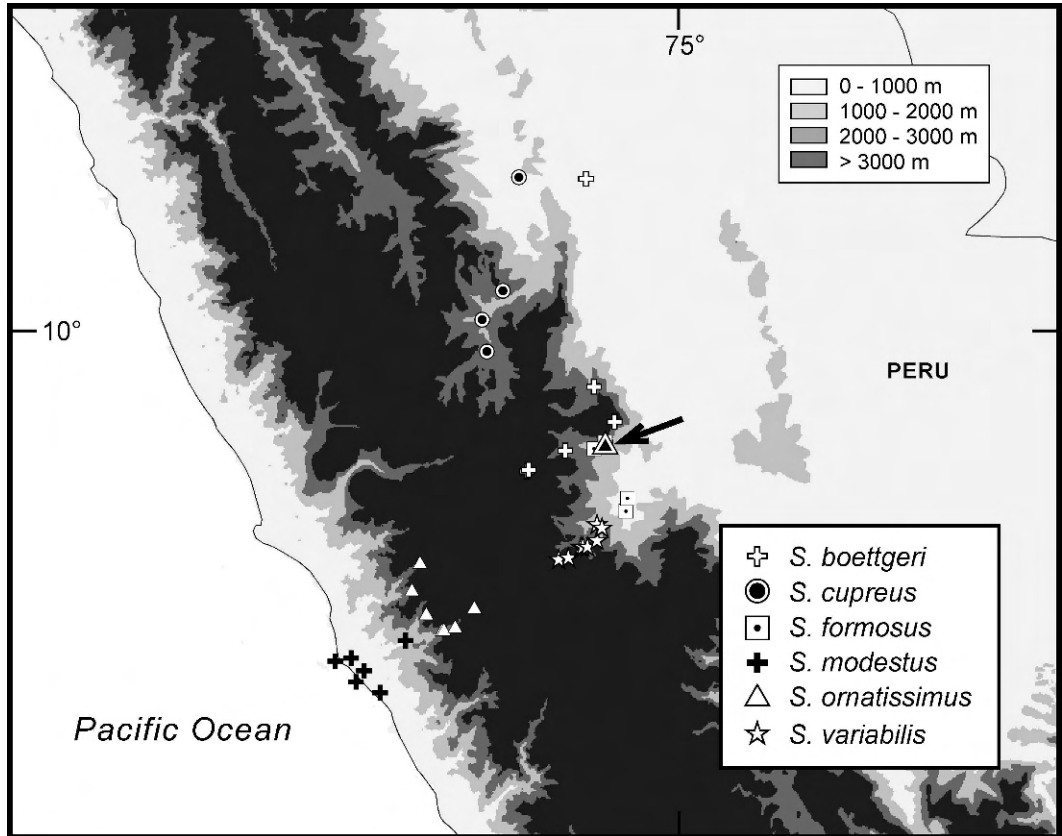 75°
0 - 1000 m
1000 - 2000 m
2000 - 3000 m
> 3000 m
10°
PERU
S. boettgeri
S. cupreus
S. formosus
S. modestus
S. ornatissimus
S. variabilis
Pacific Ocean